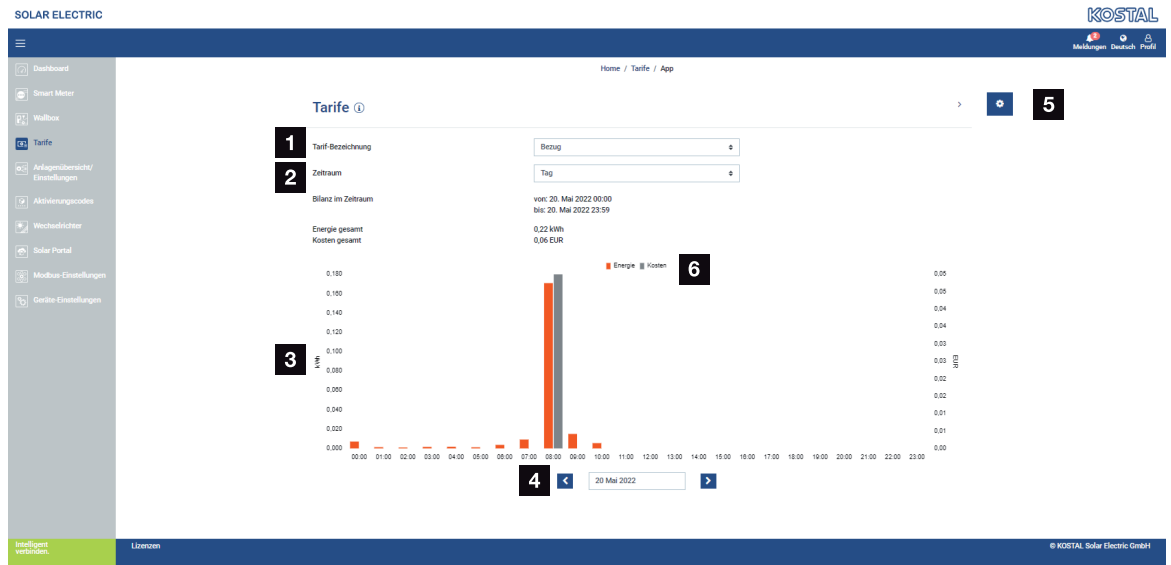 SOLAR ELECTRIC
KOSTAL
2
Meldungen Deutsch Profil
Dashboard
Smart Meter
Wallbox
Tarife
Anlagenübersicht/
Einstellungen
Aktivierungscodes
Wechselrichter
Solar Portal
Modbus-Einstellungen
Geräte-Einstellungen
Home / Tarife / App
Tarife
5
1 Tarif-Bezeichnung Bezug
2 Zeitraum Tag
Bilanz im Zeitraum von: 20. Mai 2022 00:00
bis: 20. Mai 2022 23:59
Energie gesamt 0,22 kWh
Kosten gesamt 0,06 EUR
Energie Kosten 6
0,180 0,05
0,160 0,05
0,140 0,04
0,120 0,04
0,100 0,03
0,080 0,03
0,060 0,02
0,040 0,02
0,020 0,01
0,000 0,01
0,00
3 kWh EUR
00:00 01:00 02:00 03:00 04:00 05:00 06:00 07:00 08:00 09:00 10:00 11:00 12:00 13:00 14:00 15:00 16:00 17:00 18:00 19:00 20:00 21:00 22:00 23:00
4 20 Mai 2022
Intelligent
verbinden.
Lizenzen
© KOSTAL Solar Electric GmbH